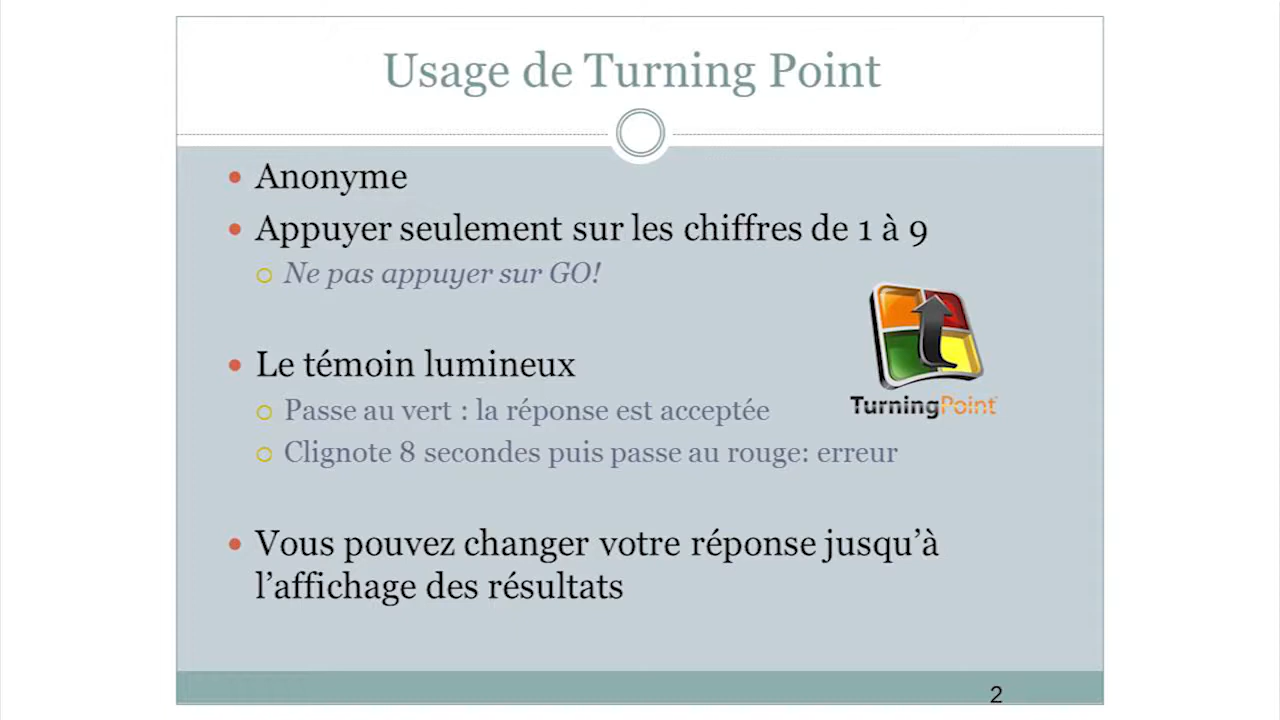 Usage de Turning Point
Anonyme
Appuyer seulement sur les chiffres de 1 à 9
Ne pas appuyer sur GO!
Le témoin lumineux
Passe au vert : la réponse est acceptée
TurningPoint
Clignote 8 secondes puis passe au rouge: erreur
Vous pouvez changer votre réponse jusqu’à
l’affichage des résultats
2